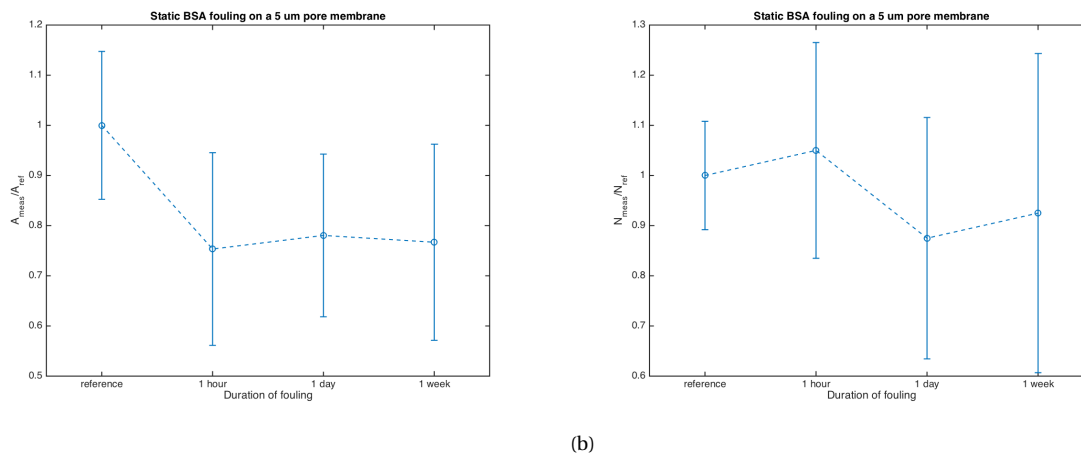 Static BSA fouling on a 5 um pore membrane
1.2
1.1
1
0.9
0.8
0.7
0.6
0.5
A_meas/A_ref
reference 1 hour 1 day 1 week
Duration of fouling
Static BSA fouling on a 5 um pore membrane
1.3
1.2
1.1
1
0.9
0.8
0.7
0.6
N_meas/N_ref
reference 1 hour 1 day 1 week
Duration of fouling
(b)